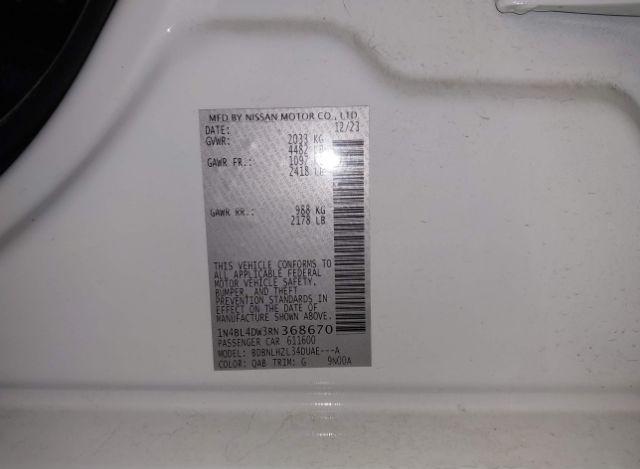 MFD BY NISSAN MOTOR CO., LTD
DATE: 12/23
GVWR: 2033 KG
4482 LB
GAWR FR.: 1097
2418 LB
GAWR RR.: 988 KG
2178 LB
THIS VEHICLE CONFORMS TO
ALL APPLICABLE FEDERAL
MOTOR VEHICLE SAFETY,
BUMPER, AND THEFT
PREVENTION STANDARDS IN
EFFECT ON THE DATE OF
MANUFACTURE SHOWN ABOVE.
1N4BL4DW3RN368670
PASSENGER CAR 611600
MODEL: BDBNLHZL34DUAE---A
COLOR: QAB TRIM: G 9N00A